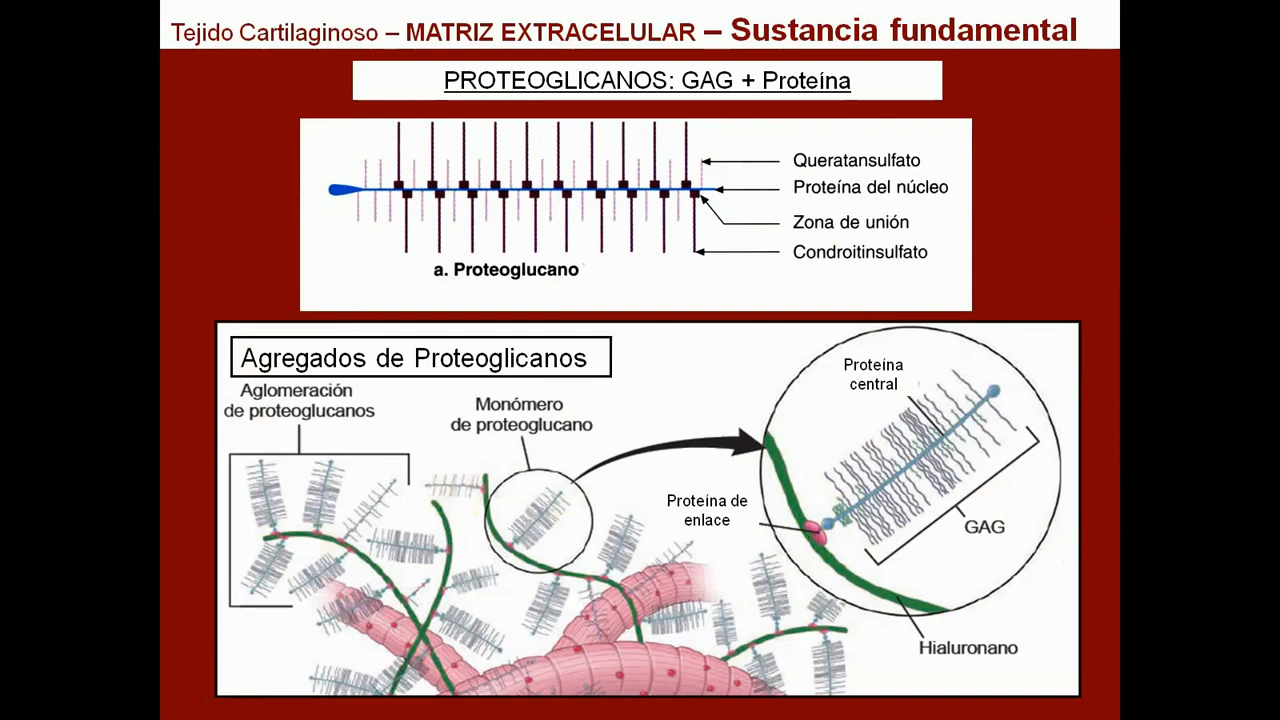 Tejido Cartilaginoso – MATRIZ EXTRACELULAR – Sustancia fundamental
PROTEOGLICANOS: GAG + Proteína
Queratansulfato
Proteína del núcleo
Zona de unión
Condroitinsulfato
a. Proteoglucano
Agregados de Proteoglicanos
Aglomeración
de proteoglucanos
Monómero
de proteoglucano
Proteína
central
Proteína de
enlace
GAG
Hialuronano